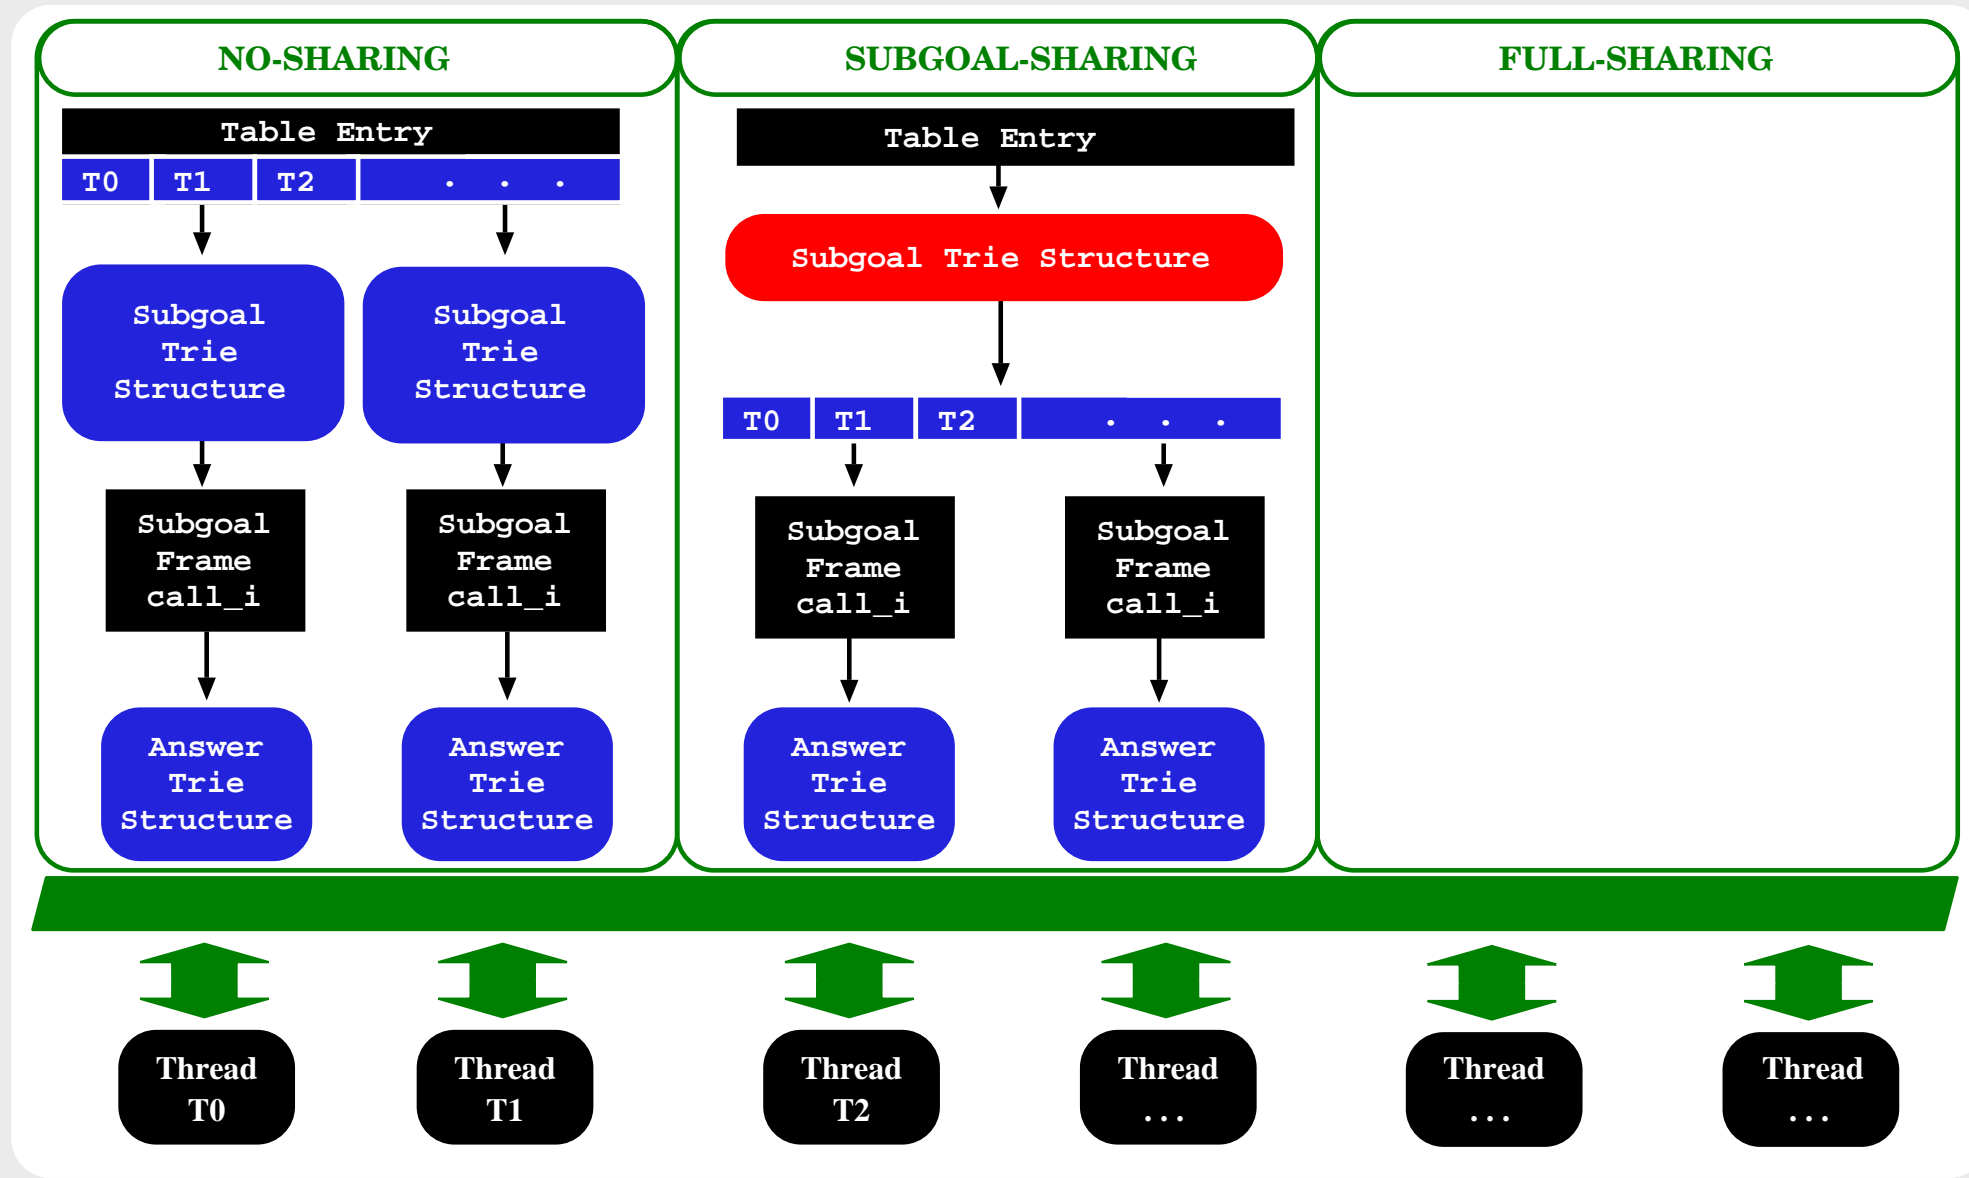 NO-SHARING
Table Entry
T0 T1 T2 . . .
Subgoal
Trie
Structure
Subgoal
Trie
Structure
Subgoal
Frame
call_i
Subgoal
Frame
call_i
Answer
Trie
Structure
Answer
Trie
Structure
SUBGOAL-SHARING
Table Entry
Subgoal Trie Structure
T0 T1 T2 . . .
Subgoal
Frame
call_i
Subgoal
Frame
call_i
Answer
Trie
Structure
Answer
Trie
Structure
FULL-SHARING
Thread
T0
Thread
T1
Thread
T2
Thread
...
Thread
...
Thread
...